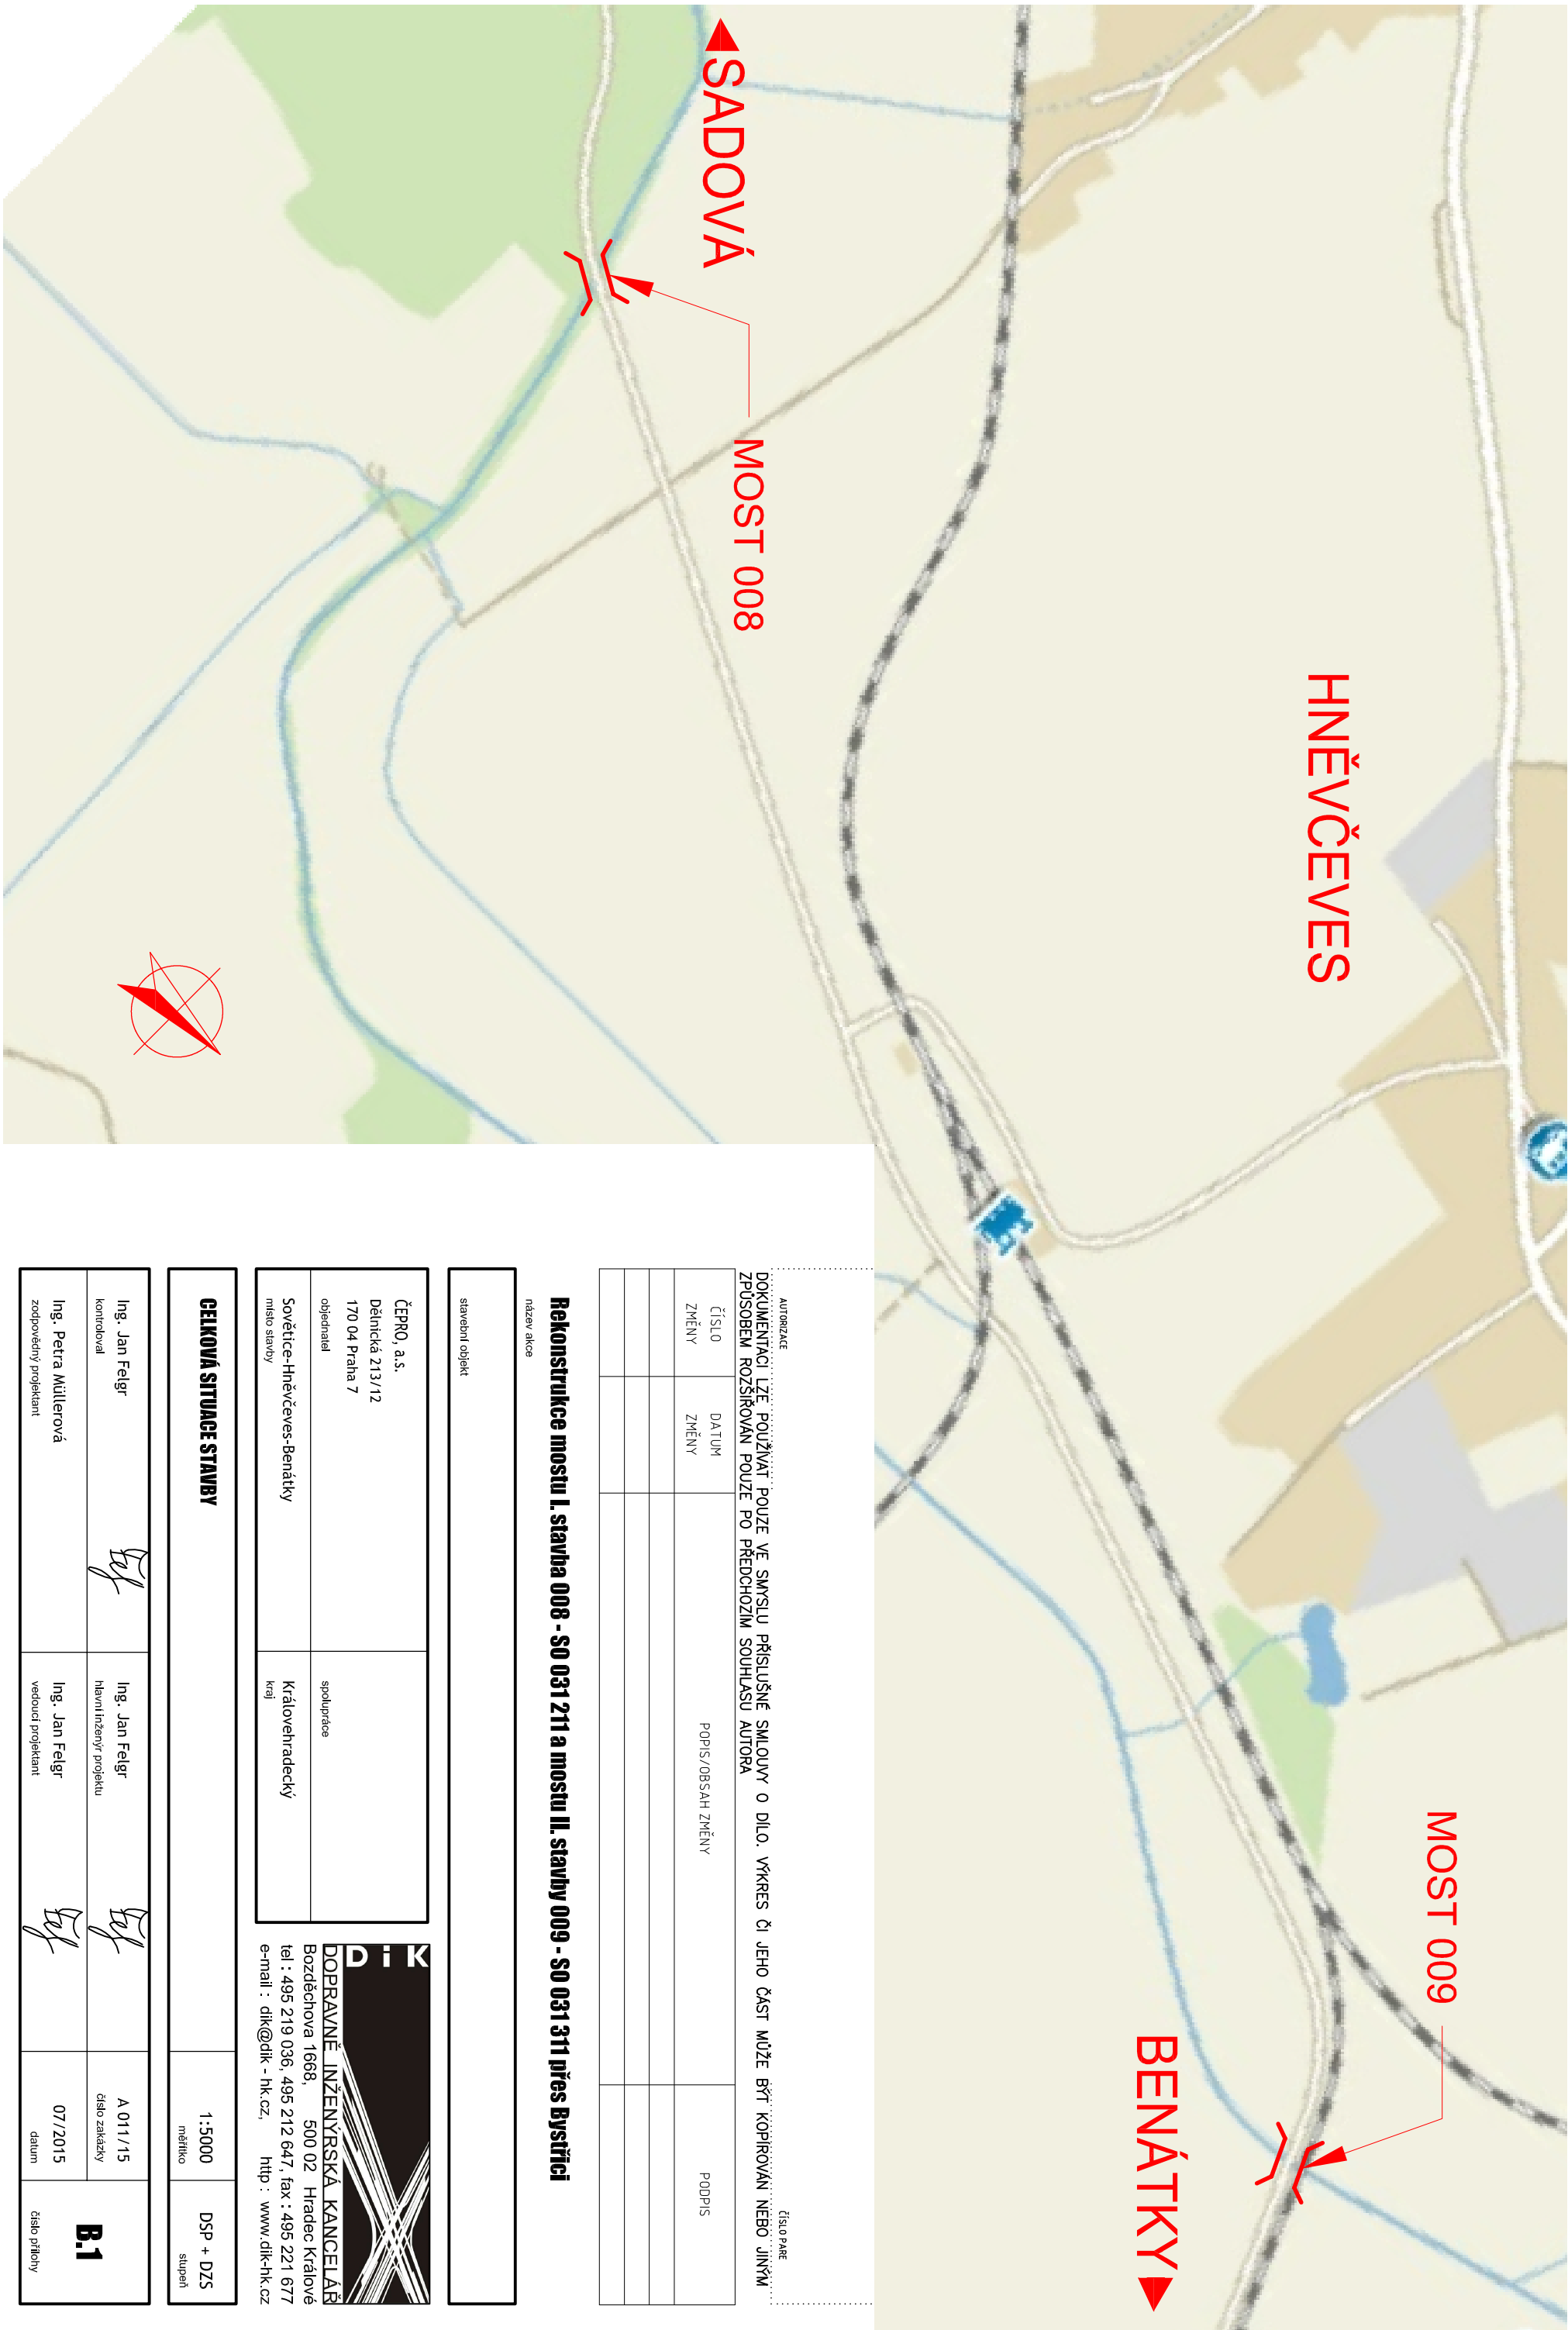 ◀SADOVÁ
MOST 008
HNĚVČEVES
MOST 009
BENÁTKY▶
AUTORIZACE
ČÍSLO PARE
DOKUMENTACI LZE POUŽÍVAT POUZE VE SMYSLU PŘÍSLUŠNÉ SMLOUVY O DÍLO. VÝKRES ČI JEHO ČÁST MŮŽE BÝT KOPÍROVÁN NEBO JINÝM
ZPŮSOBEM ROZŠIŘOVÁN POUZE PO PŘEDCHOZÍM SOUHLASU AUTORA
ČÍSLO ZMĚNY
DATUM ZMĚNY
POPIS/OBSAH ZMĚNY
PODPIS
Rekonstrukce mostu I. stavba 008 - SO 031 211 a mostu II. stavby 009 - SO 031 311 přes Bystřici
název akce
stavební objekt
ČEPRO, a.s.
Dělnická 213/12
170 04 Praha 7
objednatel
spolupráce
Sovětice-Hněvčeves-Benátky
místo stavby
Královehradecký
kraj
DiK
DOPRAVNĚ INŽENÝRSKÁ KANCELÁŘ
Bozděchova 1668, 500 02 Hradec Králové
tel : 495 219 036, 495 212 647, fax : 495 221 677
e-mail : dik@dik - hk.cz, http : www.dik-hk.cz
CELKOVÁ SITUACE STAVBY
1:5000
měřítko
DSP + DZS
stupeň
Ing. Jan Felgr
kontroloval
Ing. Jan Felgr
hlavní inženýr projektu
A 011/15
číslo zakázky
Ing. Petra Müllerová
zodpovědný projektant
Ing. Jan Felgr
vedoucí projektant
07/2015
datum
B.1
číslo přílohy